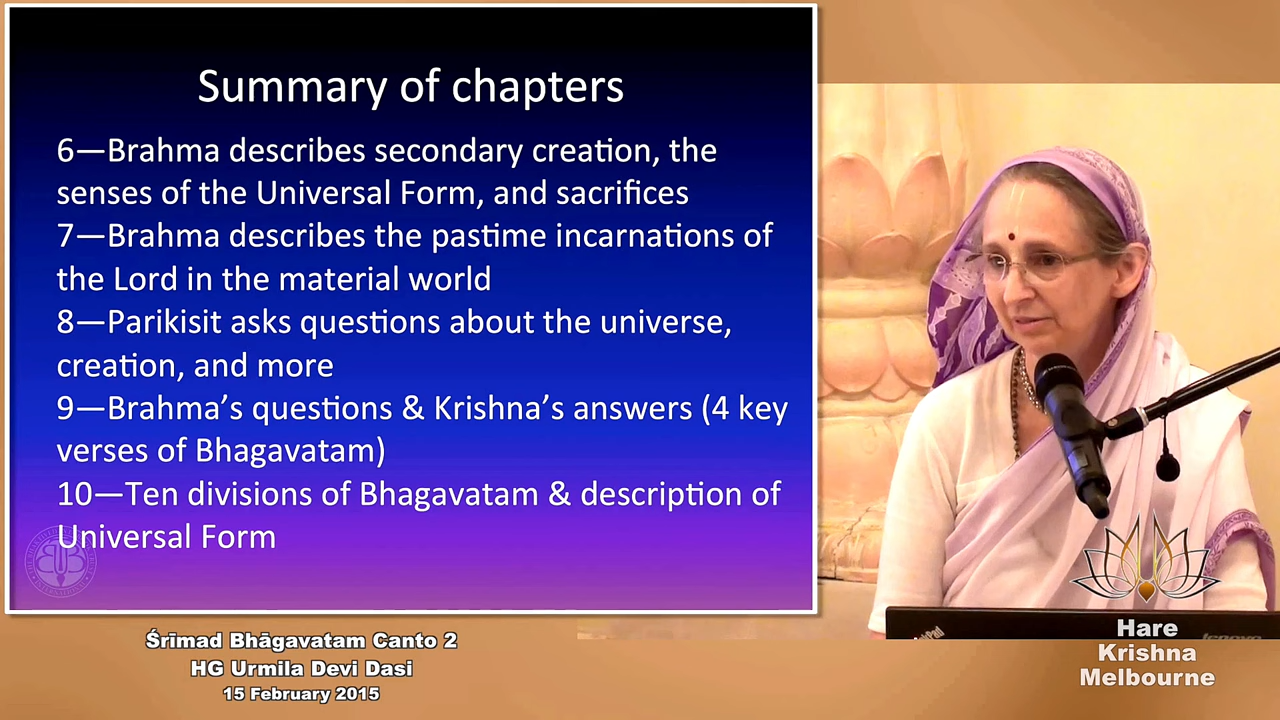 Summary of chapters
6—Brahma describes secondary creation, the
senses of the Universal Form, and sacrifices
7—Brahma describes the pastime incarnations of
the Lord in the material world
8—Parikisit asks questions about the universe,
creation, and more
9—Brahma’s questions & Krishna’s answers (4 key
verses of Bhagavatam)
10—Ten divisions of Bhagavatam & description of
Universal Form
Śrīmad Bhāgavatam Canto 2
HG Urmila Devi Dasi
15 February 2015
Hare
Krishna
Melbourne
lenovo